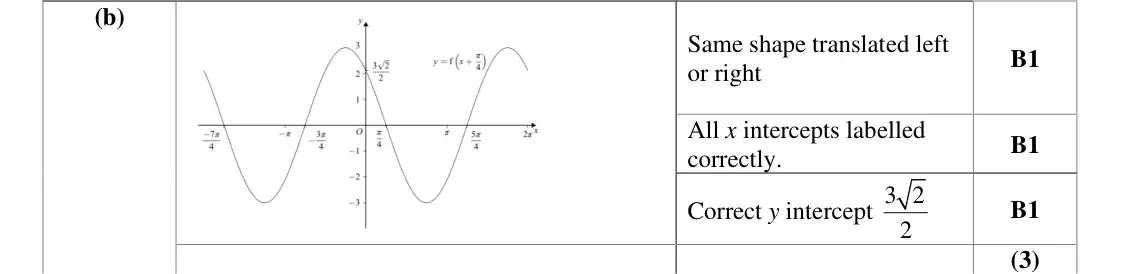 (b)
y
3
2
3√2/2
y = f(x + π/4)
1
−7π/4 −π −3π/4 O π/4 π 5π/4 2π x
−1
−2
−3
Same shape translated left
or right
B1
All x intercepts labelled
correctly.
B1
Correct y intercept 3√2/2
B1
(3)